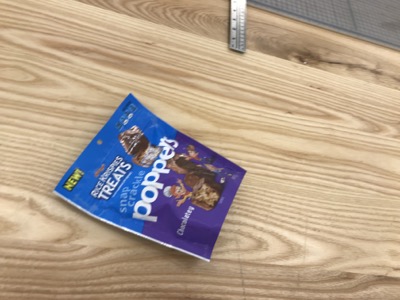 NEW!
RICE KRISPIES
TREATS
snap
crackle
poppers
Chocolatey